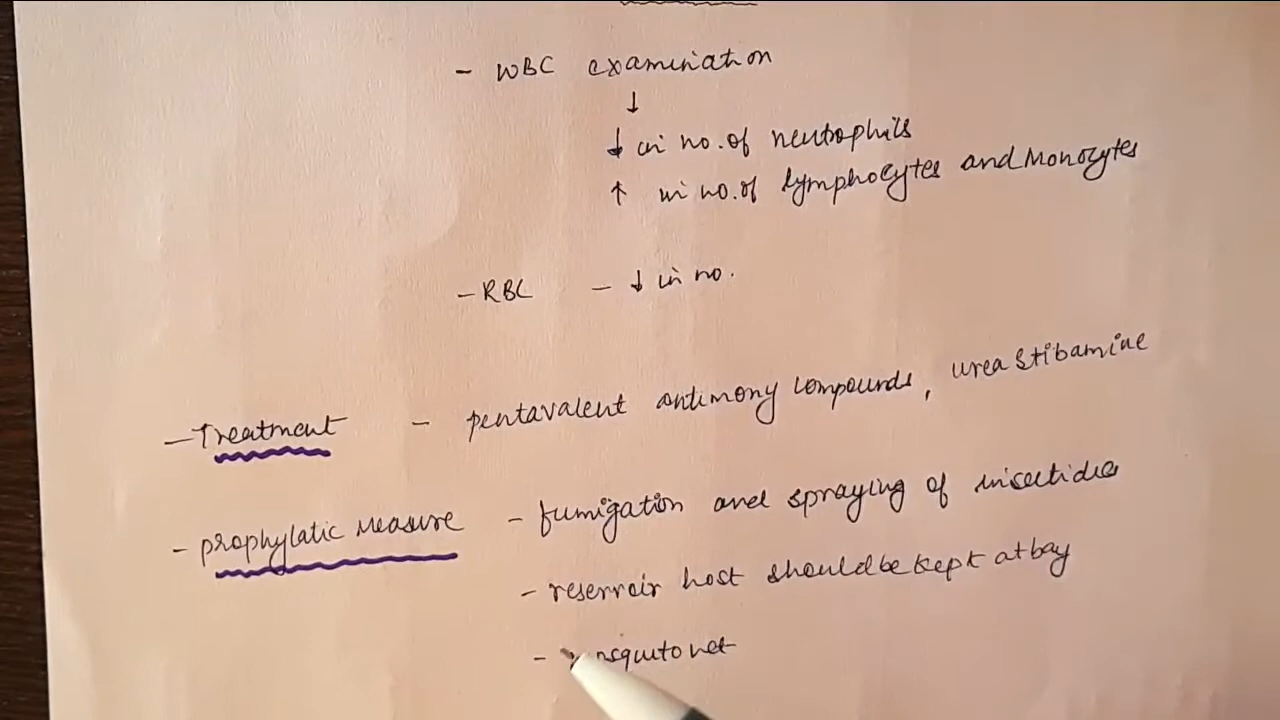 - WBC examination
↓
↓ in no. of neutrophils
↑ in no. of lymphocytes and Monocytes
- RBC - ↓ in no.
- Treatment - pentavalent antimony compounds, urea stibamine
- prophylatic Measure - fumigation and spraying of insecticides
- reservoir host should be kept at bay
- mosquito net